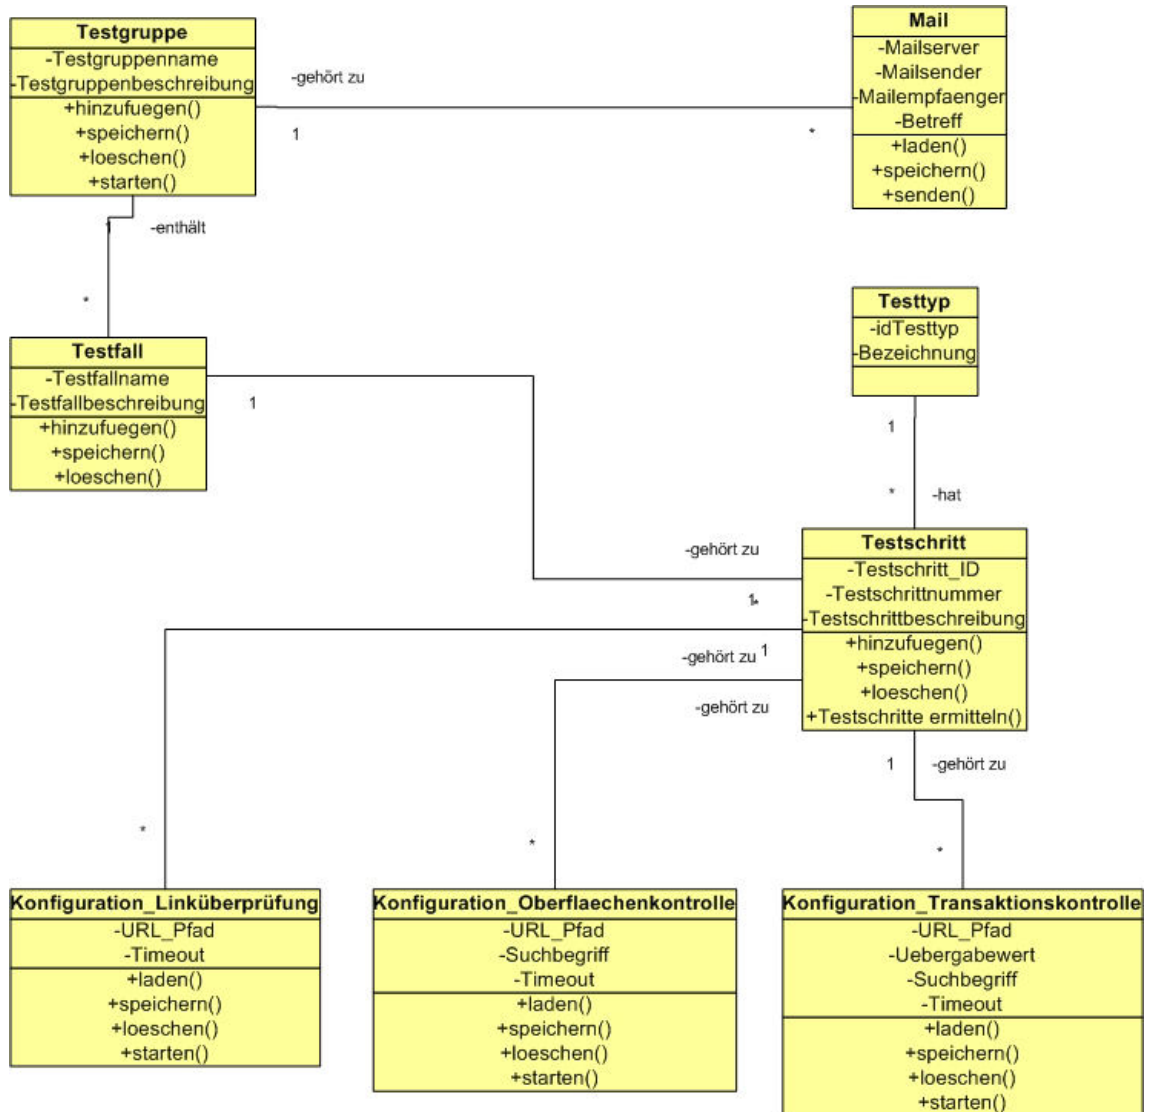 Testgruppe
-Testgruppenname
-Testgruppenbeschreibung
+hinzufuegen()
+speichern()
+loeschen()
+starten()
-gehört zu
1
*
Mail
-Mailserver
-Mailsender
-Mailempfaenger
-Betreff
+laden()
+speichern()
+senden()
1
-enthält
*
Testfall
-Testfallname
-Testfallbeschreibung
+hinzufuegen()
+speichern()
+loeschen()
1
Testtyp
-idTesttyp
-Bezeichnung
1
*
-hat
-gehört zu
1
*
Testschritt
-Testschritt_ID
-Testschrittnummer
-Testschrittbeschreibung
+hinzufuegen()
+speichern()
+loeschen()
+Testschritte ermitteln()
-gehört zu
1
-gehört zu
1
-gehört zu
*
*
*
Konfiguration_Linküberprüfung
-URL_Pfad
-Timeout
+laden()
+speichern()
+loeschen()
+starten()
Konfiguration_Oberflaechenkontrolle
-URL_Pfad
-Suchbegriff
-Timeout
+laden()
+speichern()
+loeschen()
+starten()
Konfiguration_Transaktionskontrolle
-URL_Pfad
-Uebergabewert
-Suchbegriff
-Timeout
+laden()
+speichern()
+loeschen()
+starten()